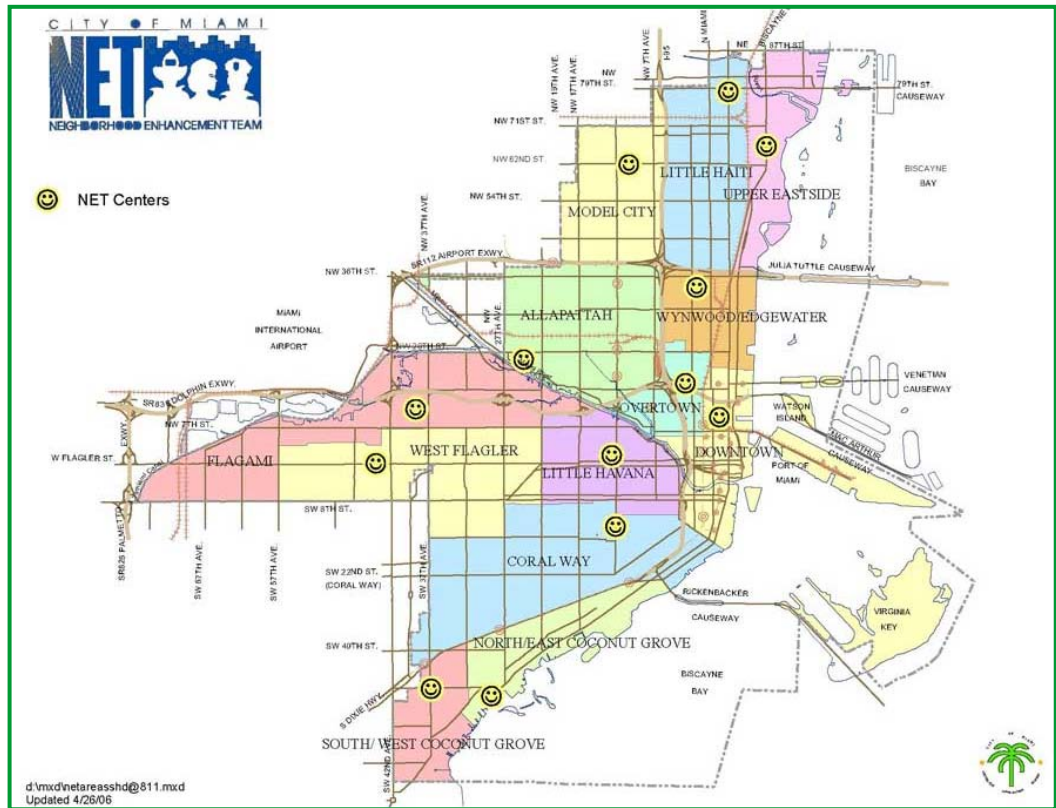 CITY OF MIAMI
NET
NEIGHBORHOOD ENHANCEMENT TEAM
NET Centers
N MIAMI
BISCAYNE
NW 7TH AVE
I-95
NE
87TH ST
NW 19TH AVE
NW 17TH AVE.
NW
79TH ST.
79TH ST.
CAUSEWAY
NW 71ST ST.
NW 62ND ST.
LITTLE HAITI
UPPER EASTSIDE
BISCAYNE
BAY
NW 54TH ST.
MODEL CITY
NW 37TH AVE.
SR112 AIRPORT EXWY.
NW 36TH ST.
JULIA TUTTLE CAUSEWAY
MIAMI
INTERNATIONAL
AIRPORT
NW
27TH AVE.
ALLAPATTAH
WYNWOOD/EDGEWATER
NW 20TH ST.
SR836 DOLPHIN EXWY.
NW 7TH ST.
VENETIAN
CAUSEWAY
OVERTOWN
WATSON
ISLAND
MAC ARTHUR
CAUSEWAY
EXWY.
W FLAGLER ST.
FLAGAMI
WEST FLAGLER
LITTLE HAVANA
DOWNTOWN
PORT OF
MIAMI
SW 8TH ST.
SR826 PALMETTO
SW 67TH AVE.
SW 57TH AVE.
SW 22ND ST.
(CORAL WAY)
SW 37TH AVE.
CORAL WAY
RICKENBACKER
CAUSEWAY
VIRGINIA
KEY
SW 40TH ST.
NORTH/EAST COCONUT GROVE
BISCAYNE
BAY
S DIXIE HWY.
SOUTH/ WEST COCONUT GROVE
SW 42ND AVE.
d:\mxd\netareasshd@811.mxd
Updated 4/26/06